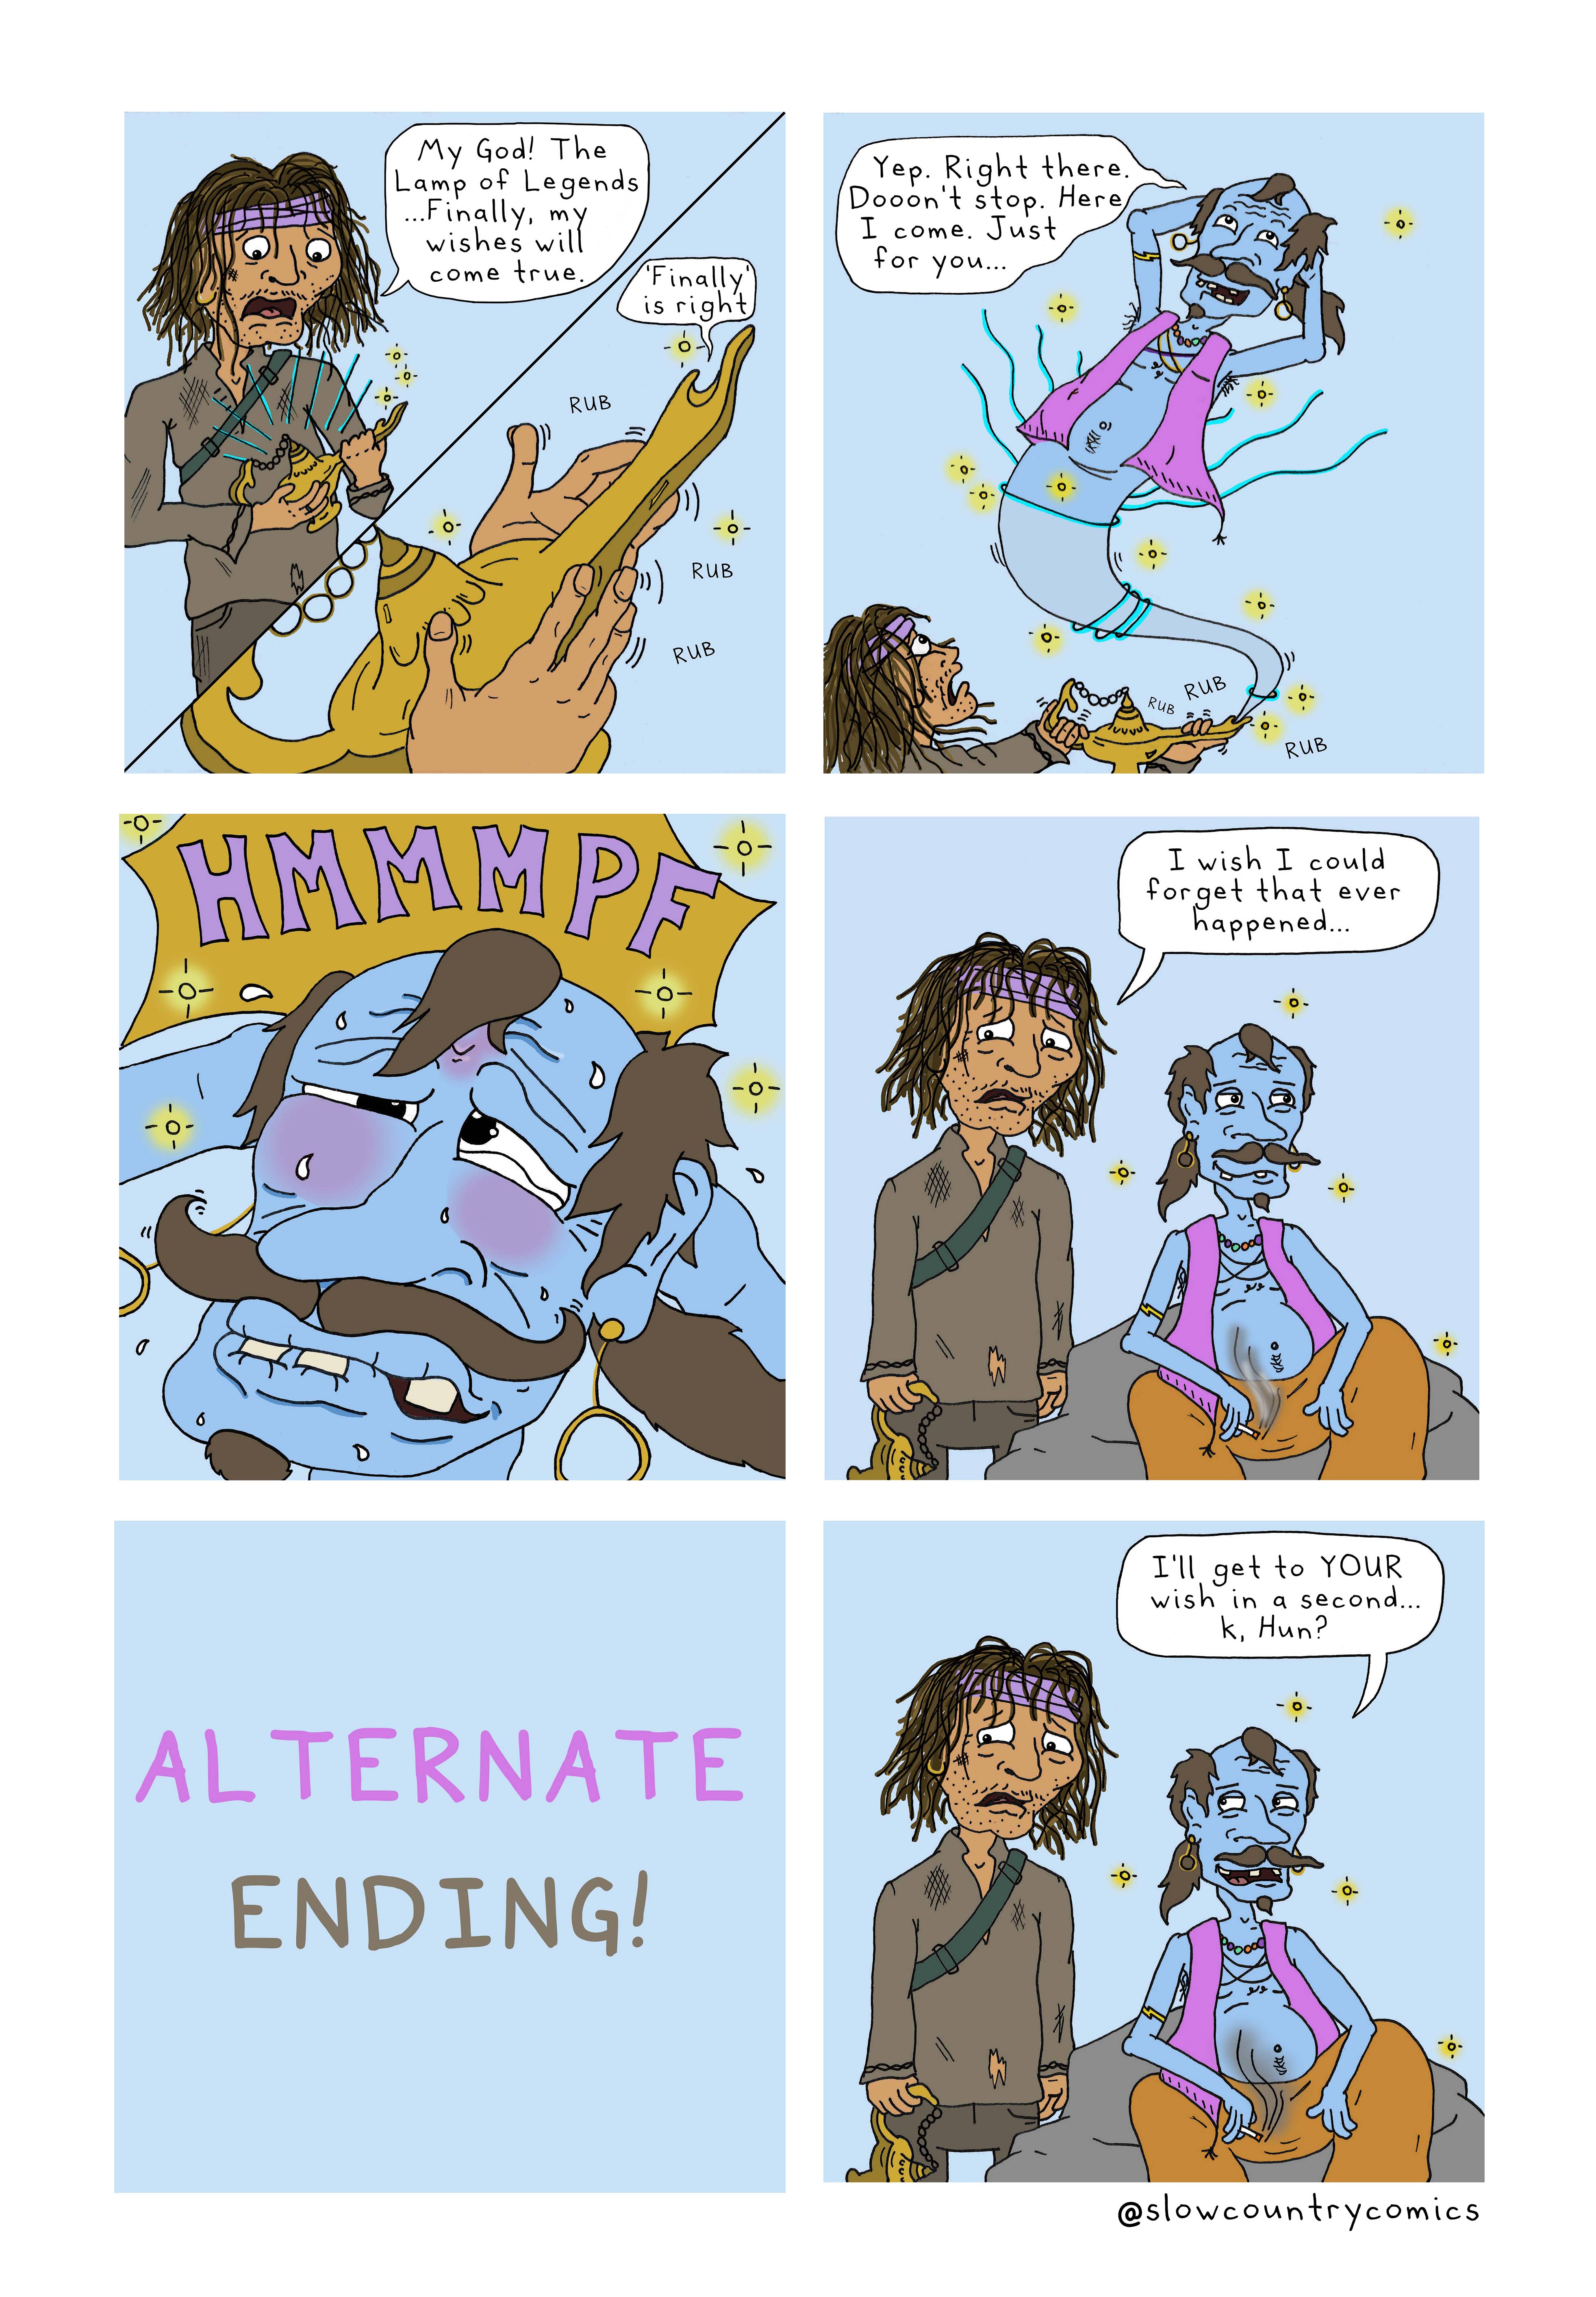 My God! The
Lamp of Legends
...Finally, my
wishes will
come true.
'Finally'
is right
RUB
RUB
RUB
Yep. Right there.
Dooon't stop. Here
I come. Just
for you...
RUB
RUB
RUB
HMMMPF
I wish I could
forget that ever
happened...
ALTERNATE
ENDING!
I'll get to YOUR
wish in a second...
k, Hun?
@slowcountrycomics